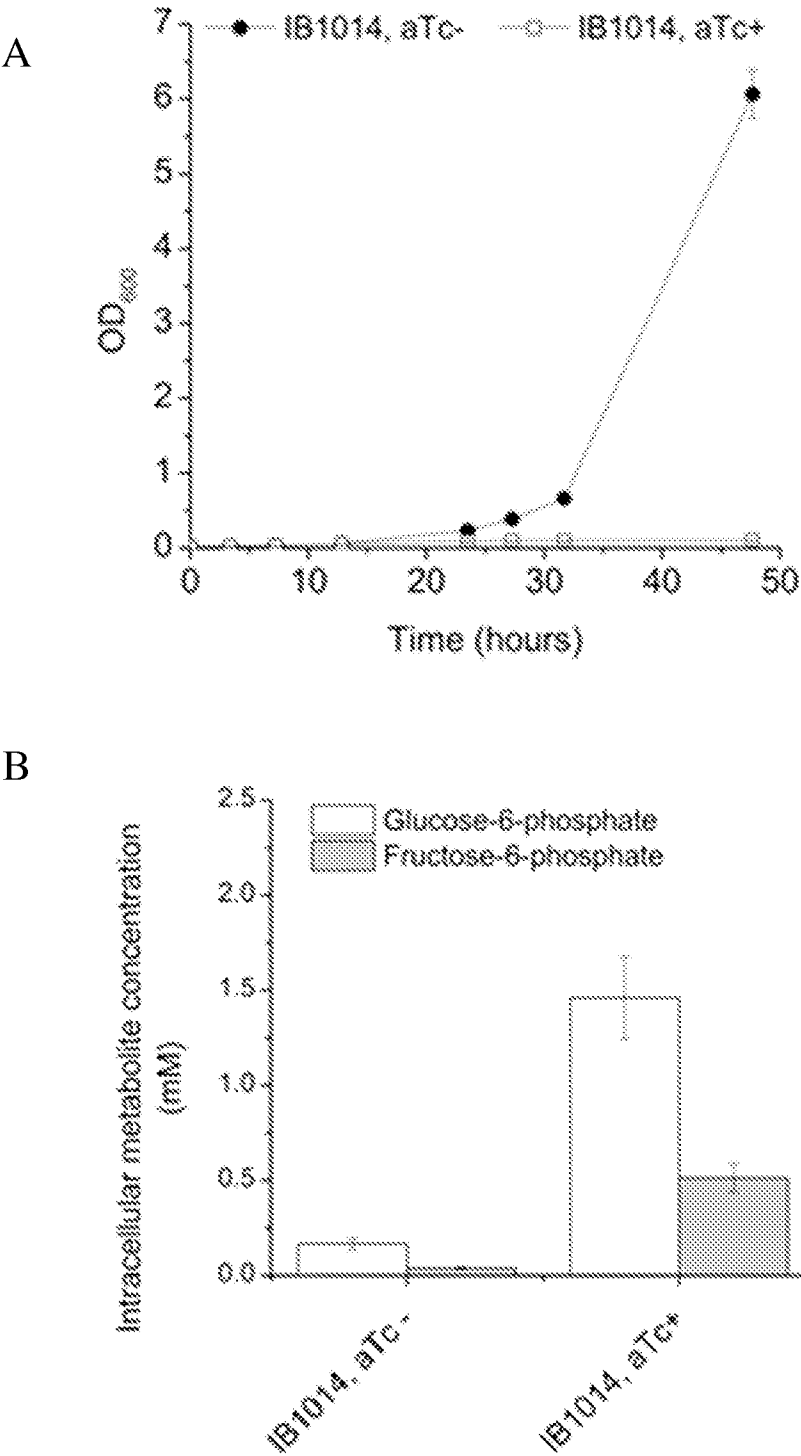 A
IB1014, aTc-
IB1014, aTc+
7
6
5
4
3
2
1
0
OD600
0 10 20 30 40 50
Time (hours)
B
Glucose-6-phosphate
Fructose-6-phosphate
2.5
2.0
1.5
1.0
0.5
0.0
Intracellular metabolite concentration
(mM)
IB1014, aTc -
IB1014, aTc+